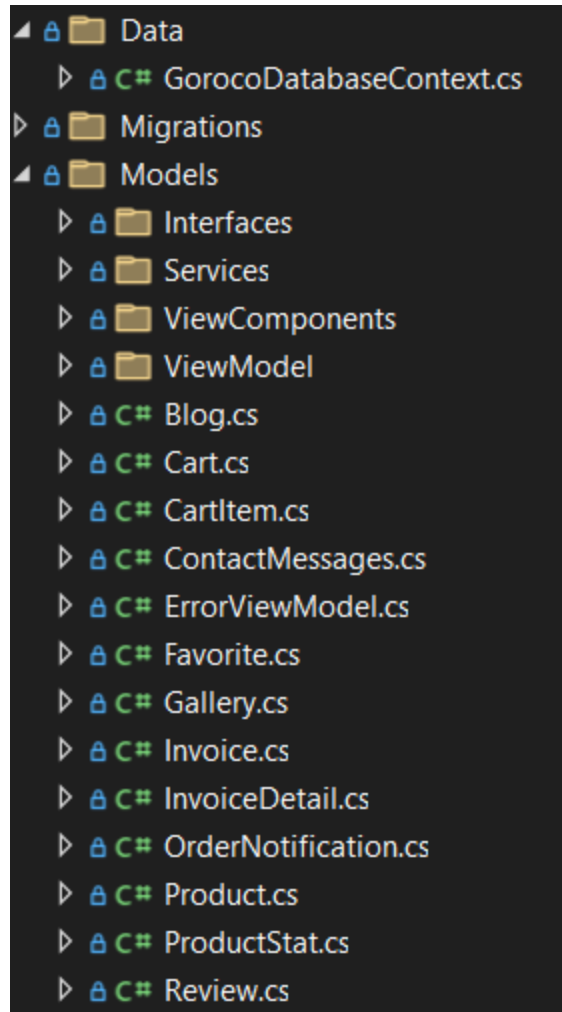 Data
C# GorocoDatabaseContext.cs
Migrations
Models
Interfaces
Services
ViewComponents
ViewModel
C# Blog.cs
C# Cart.cs
C# CartItem.cs
C# ContactMessages.cs
C# ErrorViewModel.cs
C# Favorite.cs
C# Gallery.cs
C# Invoice.cs
C# InvoiceDetail.cs
C# OrderNotification.cs
C# Product.cs
C# ProductStat.cs
C# Review.cs